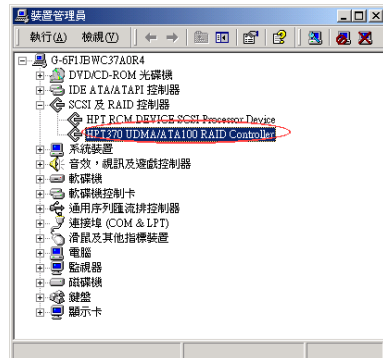 裝置管理員
執行(A) 檢視(V)
G-6F1JBWC37A0R4
DVD/CD-ROM 光碟機
IDE ATA/ATAPI 控制器
SCSI 及 RAID 控制器
HPT RCM DEVICE SCSI Processor Device
HPT370 UDMA/ATA100 RAID Controller
系統裝置
音效，視訊及遊戲控制器
軟碟機
軟碟機控制卡
通用序列匯流排控制器
連接埠 (COM & LPT)
滑鼠及其他指標裝置
電腦
監視器
磁碟機
鍵盤
顯示卡